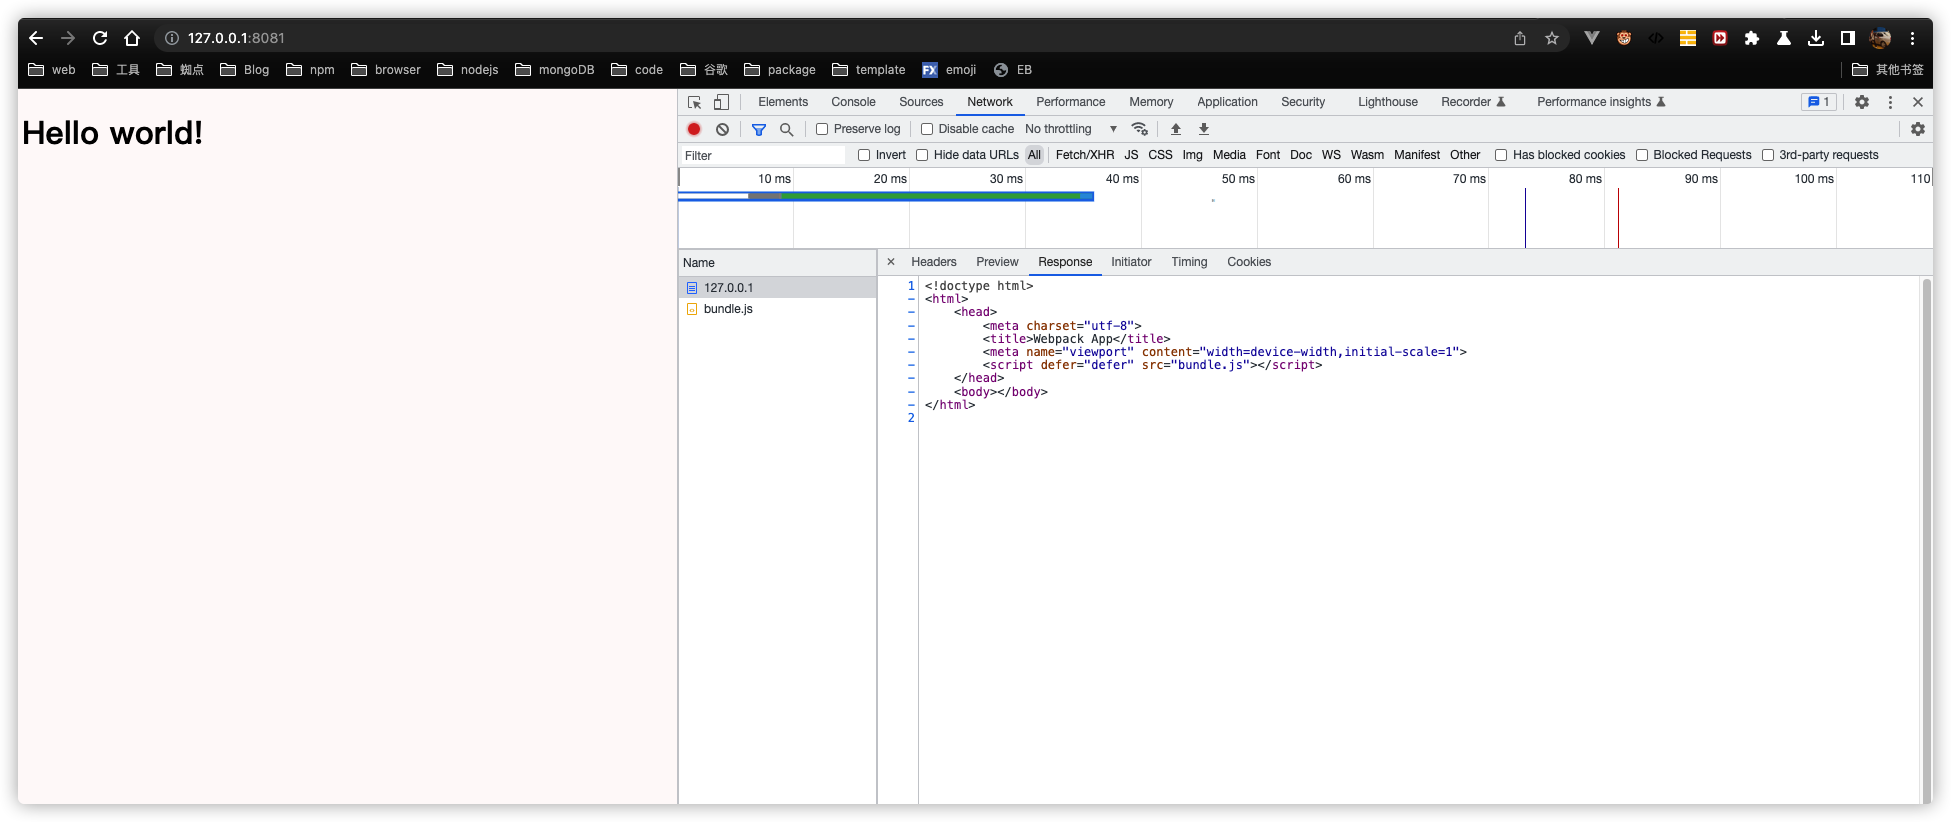 127.0.0.1:8081
web 工具 蜘点 Blog npm browser nodejs mongoDB code 谷歌 package template FX emoji EB 其他书签
Hello world!
Elements Console Sources Network Performance Memory Application Security Lighthouse Recorder Performance insights 1
Preserve log Disable cache No throttling
Filter Invert Hide data URLs All Fetch/XHR JS CSS Img Media Font Doc WS Wasm Manifest Other Has blocked cookies Blocked Requests 3rd-party requests
10 ms 20 ms 30 ms 40 ms 50 ms 60 ms 70 ms 80 ms 90 ms 100 ms 110
Name
127.0.0.1
bundle.js
Headers Preview Response Initiator Timing Cookies
1 <!doctype html>
- <html>
-     <head>
-         <meta charset="utf-8">
-         <title>Webpack App</title>
-         <meta name="viewport" content="width=device-width,initial-scale=1">
-         <script defer="defer" src="bundle.js"></script>
-     </head>
-     <body></body>
- </html>
2